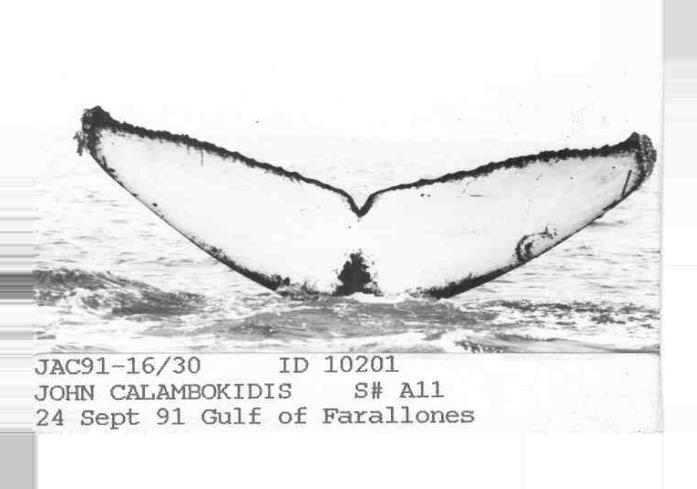 JAC91-16/30 ID 10201
JOHN CALAMBOKIDIS S# A11
24 Sept 91 Gulf of Farallones